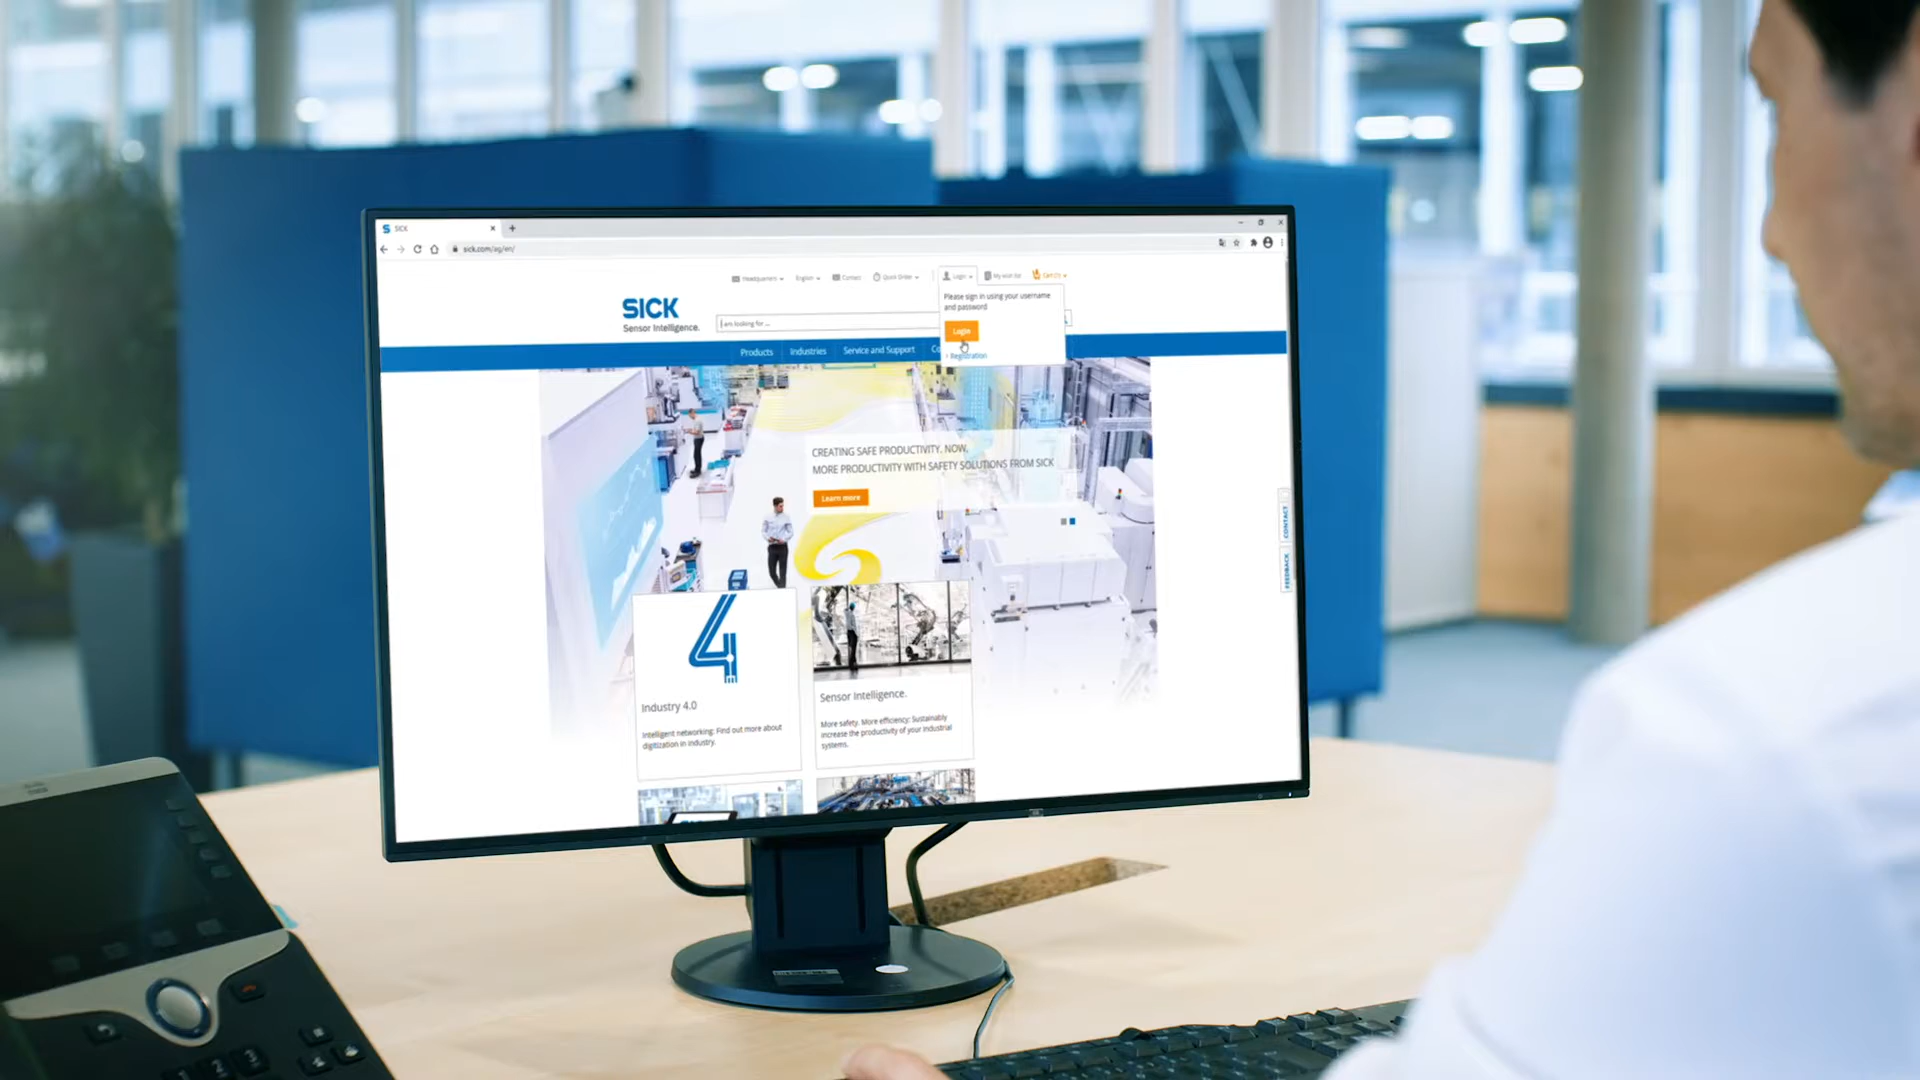 SICK
sick.com/ag/en/
Headquarters
English
Contact
Quick Order
Login
My wish list
Cart (0)
Please sign in using your username
and password
Login
Registration
SICK
Sensor Intelligence.
I am looking for ...
Products
Industries
Service and Support
CREATING SAFE PRODUCTIVITY. NOW.
MORE PRODUCTIVITY WITH SAFETY SOLUTIONS FROM SICK
Learn more
CONTACT
FEEDBACK
4
Industry 4.0
Intelligent networking: Find out more about
digitization in industry.
Sensor Intelligence.
More safety. More efficiency: Sustainably
increase the productivity of your industrial
systems.